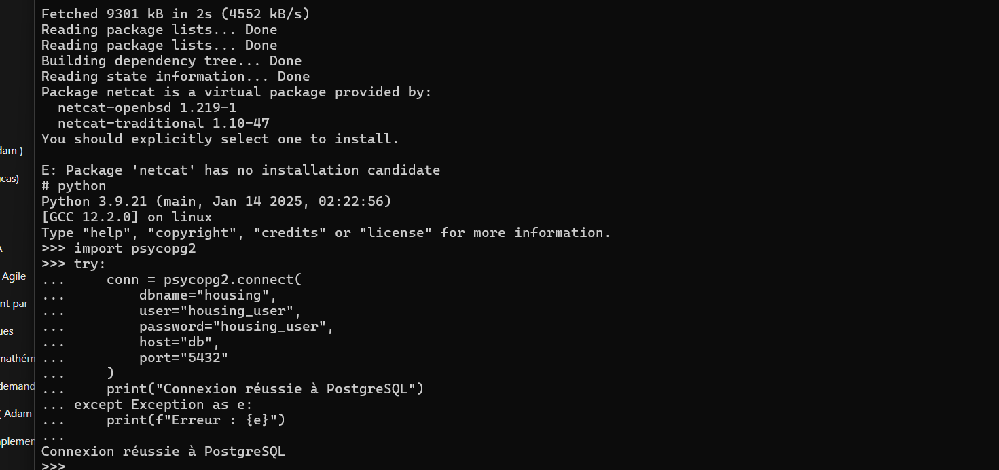 Fetched 9301 kB in 2s (4552 kB/s)
Reading package lists... Done
Reading package lists... Done
Building dependency tree... Done
Reading state information... Done
Package netcat is a virtual package provided by:
  netcat-openbsd 1.219-1
  netcat-traditional 1.10-47
You should explicitly select one to install.
dam )
E: Package 'netcat' has no installation candidate
cas)
# python
Python 3.9.21 (main, Jan 14 2025, 02:22:56)
[GCC 12.2.0] on linux
Type "help", "copyright", "credits" or "license" for more information.
>>> import psycopg2
A
>>> try:
Agile
...     conn = psycopg2.connect(
...         dbname="housing",
nt par -
...         user="housing_user",
...         password="housing_user",
ues
...         host="db",
...         port="5432"
mathém
...     )
demand
...     print("Connexion réussie à PostgreSQL")
... except Exception as e:
( Adam
...     print(f"Erreur : {e}")
...
plemen
Connexion réussie à PostgreSQL
>>>